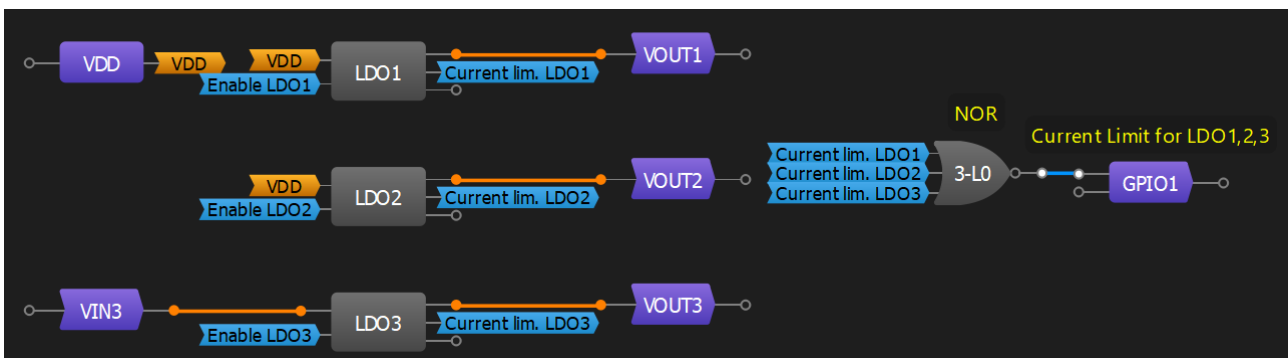 VDD
VDD
VDD
Enable LDO1
LDO1
Current lim. LDO1
VOUT1
VDD
Enable LDO2
LDO2
Current lim. LDO2
VOUT2
VIN3
Enable LDO3
LDO3
Current lim. LDO3
VOUT3
NOR
Current Limit for LDO1,2,3
Current lim. LDO1
Current lim. LDO2
Current lim. LDO3
3-L0
GPIO1